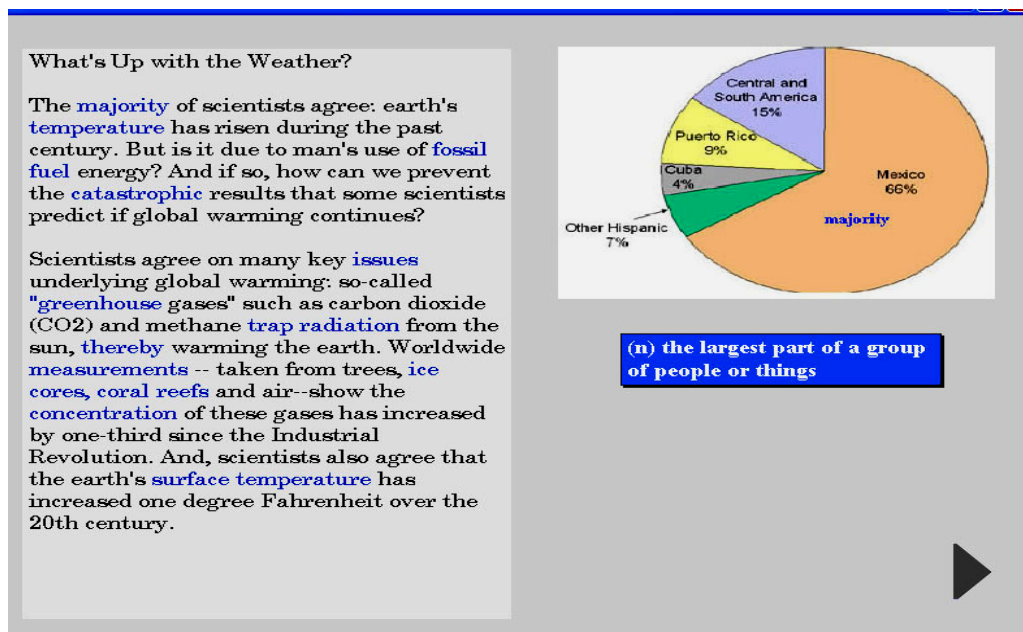 What's Up with the Weather?
The majority of scientists agree: earth's
temperature has risen during the past
century. But is it due to man's use of fossil
fuel energy? And if so, how can we prevent
the catastrophic results that some scientists
predict if global warming continues?
Scientists agree on many key issues
underlying global warming: so-called
"greenhouse gases" such as carbon dioxide
(CO2) and methane trap radiation from the
sun, thereby warming the earth. Worldwide
measurements -- taken from trees, ice
cores, coral reefs and air--show the
concentration of these gases has increased
by one-third since the Industrial
Revolution. And, scientists also agree that
the earth's surface temperature has
increased one degree Fahrenheit over the
20th century.
Central and
South America
15%
Puerto Rico
9%
Cuba
4%
Other Hispanic
7%
Mexico
66%
majority
(n) the largest part of a group
of people or things